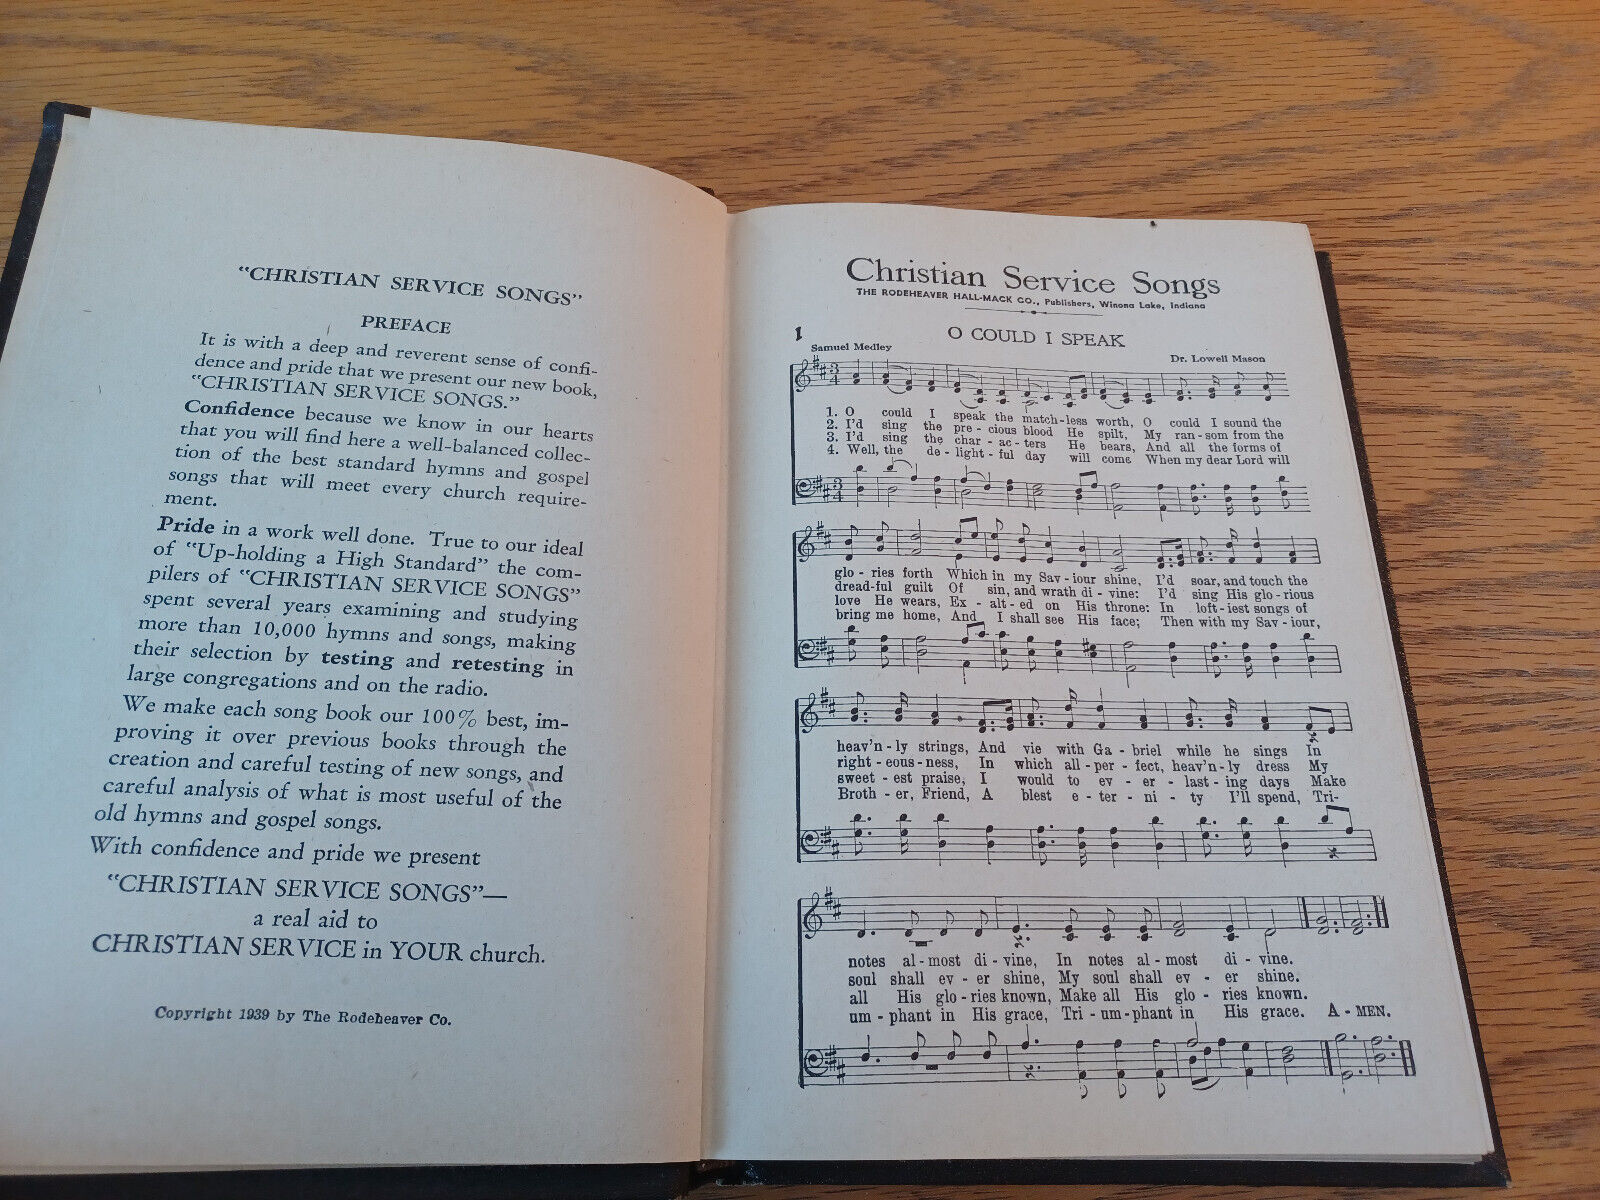 "CHRISTIAN SERVICE SONGS"
PREFACE
It is with a deep and reverent sense of confi-
dence and pride that we present our new book,
"CHRISTIAN SERVICE SONGS."
Confidence because we know in our hearts
that you will find here a well-balanced collec-
tion of the best standard hymns and gospel
songs that will meet every church require-
ment.
Pride in a work well done. True to our ideal
of "Up-holding a High Standard" the com-
pilers of "CHRISTIAN SERVICE SONGS"
spent several years examining and studying
more than 10,000 hymns and songs, making
their selection by testing and retesting in
large congregations and on the radio.
We make each song book our 100% best, im-
proving it over previous books through the
creation and careful testing of new songs, and
careful analysis of what is most useful of the
old hymns and gospel songs.
With confidence and pride we present
"CHRISTIAN SERVICE SONGS"—
a real aid to
CHRISTIAN SERVICE in YOUR church.
Copyright 1939 by The Rodeheaver Co.
Christian Service Songs
THE RODEHEAVER HALL-MACK CO., Publishers, Winona Lake, Indiana
1 O COULD I SPEAK
Samuel Medley Dr. Lowell Mason
3 4
1. O could I speak the match-less worth, O could I sound the
2. I'd sing the pre-cious blood He spilt, My ran-som from the
3. I'd sing the char-ac-ters He bears, And all the forms of
4. Well, the de-light-ful day will come When my dear Lord will
3 4
glo-ries forth Which in my Sav-iour shine, I'd soar, and touch the
dread-ful guilt Of sin, and wrath di-vine: I'd sing His glo-rious
love He wears, Ex-alt-ed on His throne: In loft-iest songs of
bring me home, And I shall see His face; Then with my Sav-iour,
heav'n-ly strings, And vie with Ga-briel while he sings In
right-eous-ness, In which all-per-fect, heav'n-ly dress My
sweet-est praise, I would to ev-er-last-ing days Make
Broth-er, Friend, A blest e-ter-ni-ty I'll spend, Tri-
notes al-most di-vine, In notes al-most di-vine.
soul shall ev-er shine, My soul shall ev-er shine.
all His glo-ries known, Make all His glo-ries known.
um-phant in His grace, Tri-um-phant in His grace. A-MEN.